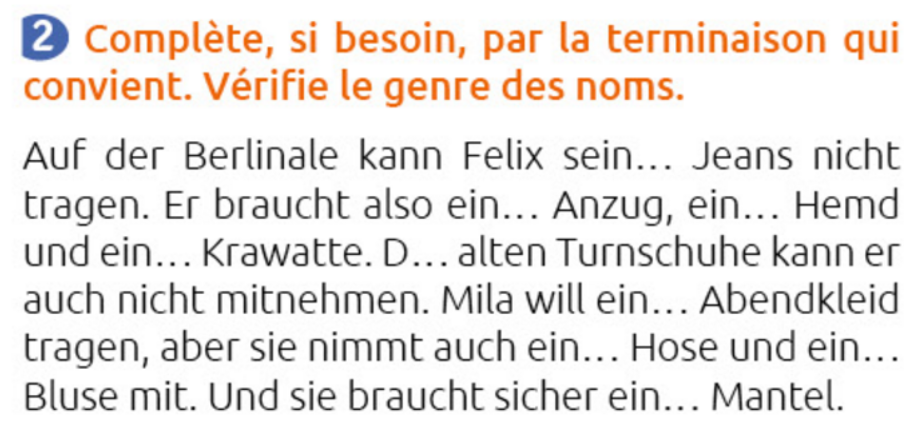 2 Complète, si besoin, par la terminaison qui
convient. Vérifie le genre des noms.
Auf der Berlinale kann Felix sein... Jeans nicht
tragen. Er braucht also ein... Anzug, ein... Hemd
und ein... Krawatte. D... alten Turnschuhe kann er
auch nicht mitnehmen. Mila will ein... Abendkleid
tragen, aber sie nimmt auch ein... Hose und ein...
Bluse mit. Und sie braucht sicher ein... Mantel.